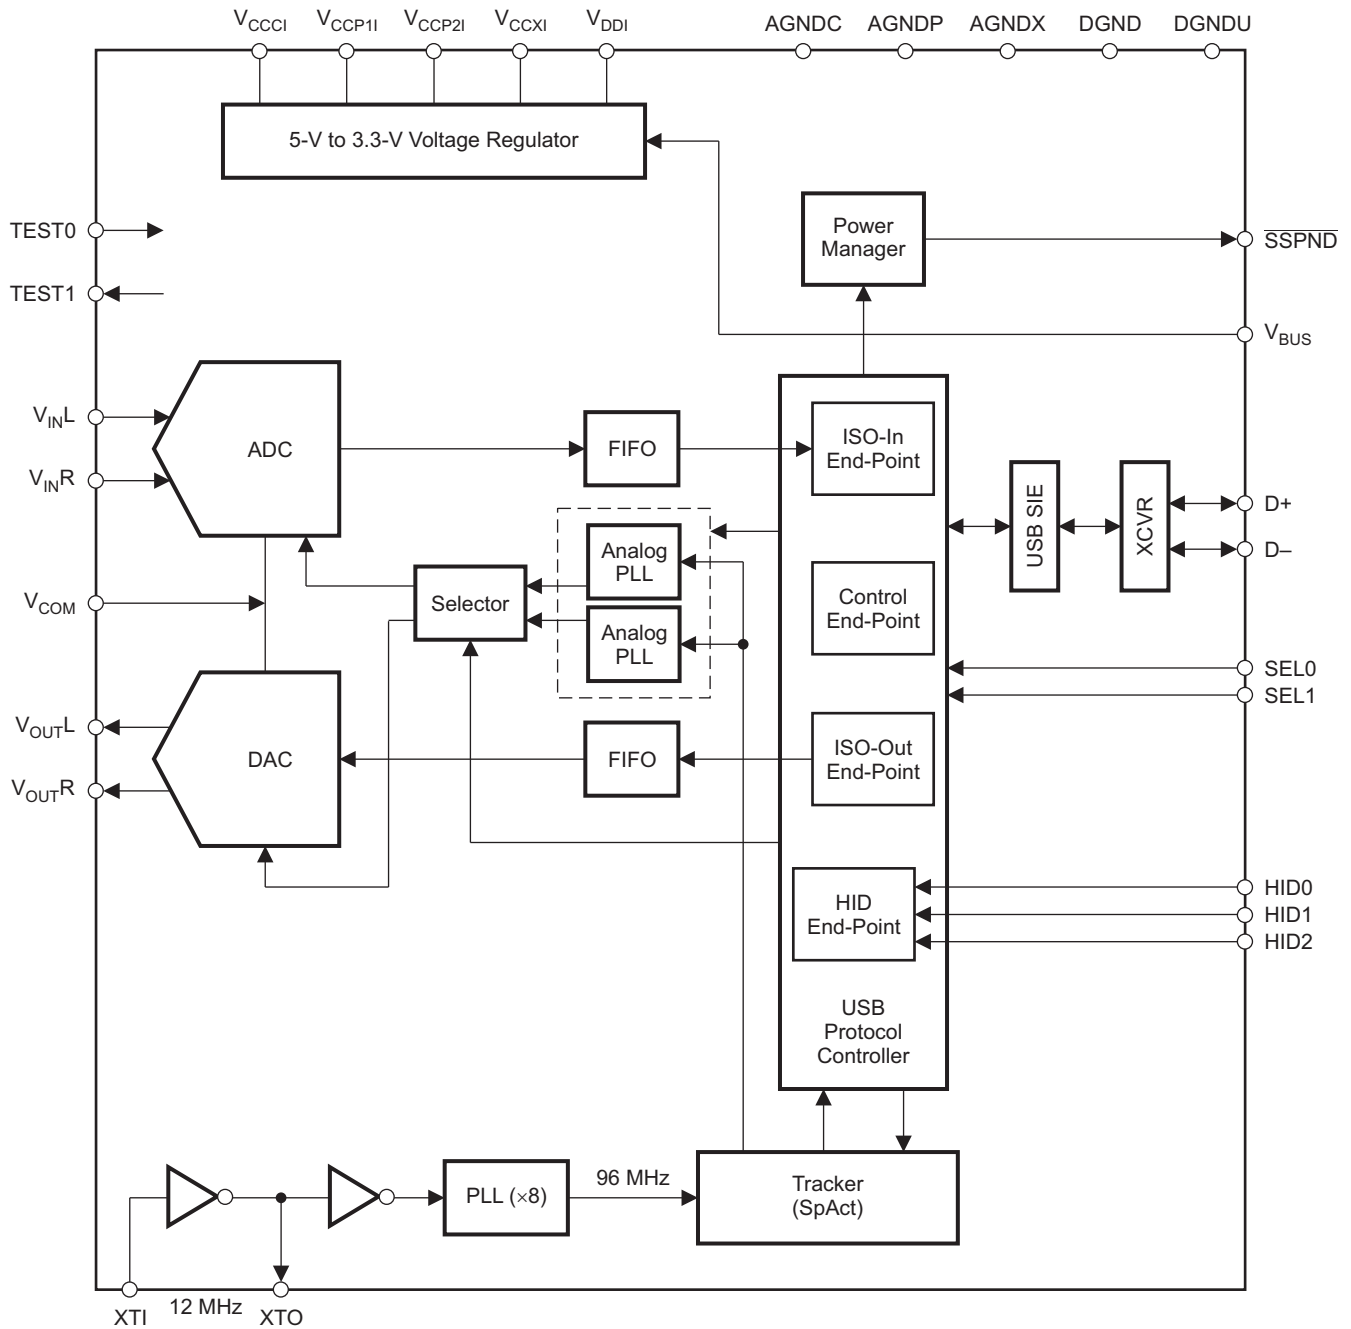 VCCCI VCCP1I VCCP2I VCCXI VDDI AGNDC AGNDP AGNDX DGND DGNDU
5-V to 3.3-V Voltage Regulator
Power
Manager
TEST0
SSPND
TEST1
VBUS
VINL
ADC
FIFO
ISO-In
End-Point
VINR
USB SIE
XCVR
D+
D–
Analog
PLL
Selector
Control
End-Point
VCOM
Analog
PLL
SEL0
SEL1
VOUTL
DAC
FIFO
ISO-Out
End-Point
VOUTR
HID
End-Point
HID0
HID1
HID2
USB
Protocol
Controller
PLL (×8)
96 MHz
Tracker
(SpAct)
XTI
12 MHz
XTO